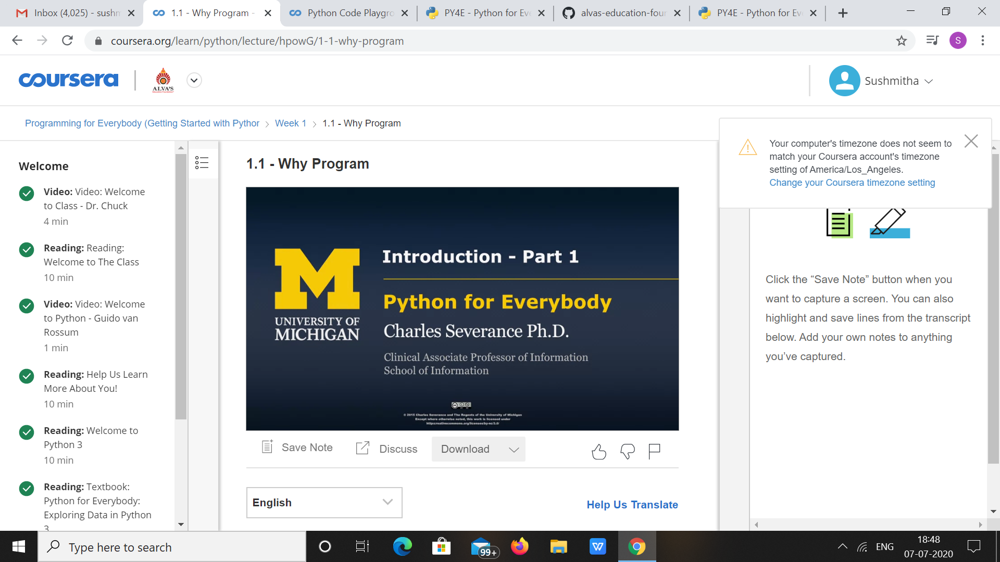 Inbox (4,025) - sushm
1.1 - Why Program -
Python Code Playgro
PY4E - Python for Eve
alvas-education-four
PY4E - Python for Eve
coursera.org/learn/python/lecture/hpowG/1-1-why-program
S
coursera
ALVA'S
Education Foundation
Sushmitha
Programming for Everybody (Getting Started with Python
Week 1
1.1 - Why Program
Your computer's timezone does not seem to
match your Coursera account's timezone
setting of America/Los_Angeles.
Change your Coursera timezone setting
Welcome
Video: Video: Welcome
to Class - Dr. Chuck
4 min
Reading: Reading:
Welcome to The Class
10 min
Video: Video: Welcome
to Python - Guido van
Rossum
1 min
Reading: Help Us Learn
More About You!
10 min
Reading: Welcome to
Python 3
10 min
Reading: Textbook:
Python for Everybody:
Exploring Data in Python
3
1.1 - Why Program
Introduction - Part 1
Python for Everybody
Charles Severance Ph.D.
Clinical Associate Professor of Information
School of Information
M
UNIVERSITY OF
MICHIGAN
© 2015 Charles Severance and The Regents of the University of Michigan
Except where otherwise noted, this work is licensed under
http:creativecommons.org/licenses/by-nc/3.0/
Save Note
Discuss
Download
English
Help Us Translate
Click the “Save Note” button when you
want to capture a screen. You can also
highlight and save lines from the transcript
below. Add your own notes to anything
you’ve captured.
Type here to search
99+
W
ENG
18:48
07-07-2020